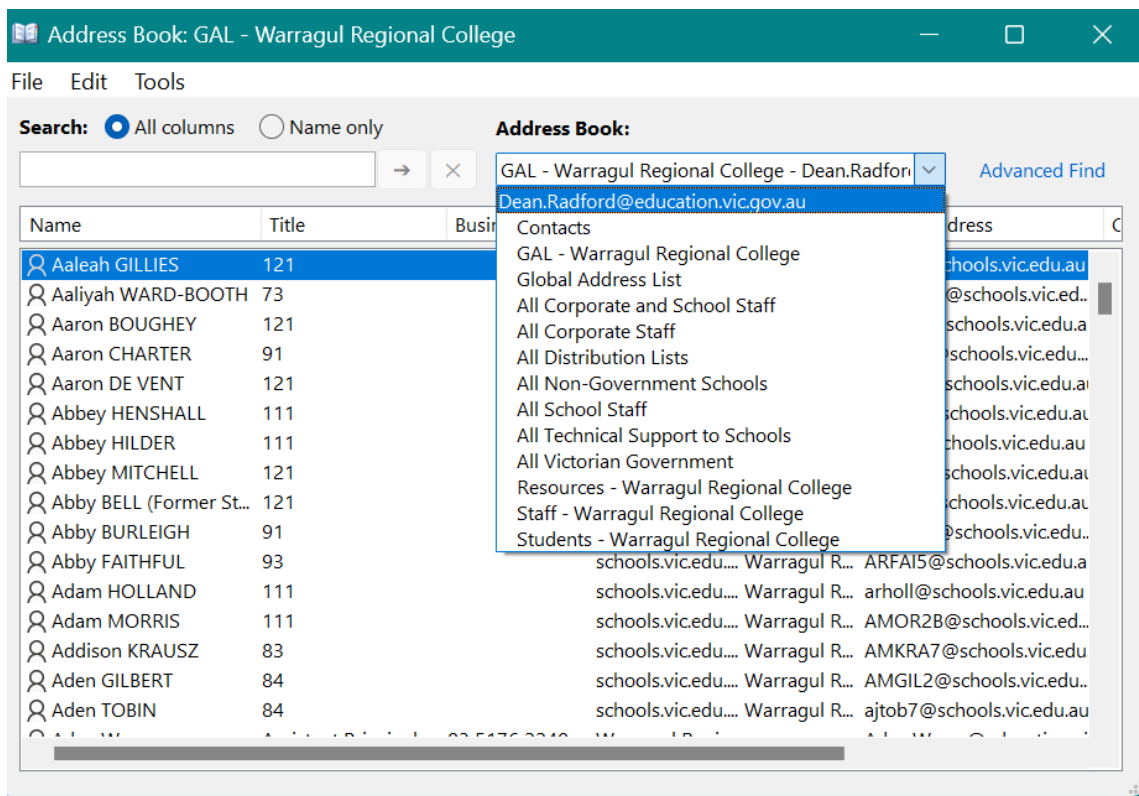 Address Book: GAL - Warragul Regional College
File Edit Tools
Search: All columns Name only Address Book:
GAL - Warragul Regional College - Dean.Radford Advanced Find
Dean.Radford@education.vic.gov.au
Contacts
GAL - Warragul Regional College
Global Address List
All Corporate and School Staff
All Corporate Staff
All Distribution Lists
All Non-Government Schools
All School Staff
All Technical Support to Schools
All Victorian Government
Resources - Warragul Regional College
Staff - Warragul Regional College
Students - Warragul Regional College
Name Title Busin dress C
Aaleah GILLIES 121 chools.vic.edu.au
Aaliyah WARD-BOOTH 73 @schools.vic.ed..
Aaron BOUGHEY 121 schools.vic.edu.a
Aaron CHARTER 91 schools.vic.edu...
Aaron DE VENT 121 schools.vic.edu.au
Abbey HENSHALL 111 schools.vic.edu.au
Abbey HILDER 111 chools.vic.edu.au
Abbey MITCHELL 121 schools.vic.edu.au
Abby BELL (Former St... 121 schools.vic.edu.au
Abby BURLEIGH 91 schools.vic.edu..
Abby FAITHFUL 93 schools.vic.edu.... Warragul R... ARFAI5@schools.vic.edu.a
Adam HOLLAND 111 schools.vic.edu.... Warragul R... arholl@schools.vic.edu.au
Adam MORRIS 111 schools.vic.edu.... Warragul R... AMOR2B@schools.vic.ed...
Addison KRAUSZ 83 schools.vic.edu.... Warragul R... AMKRA7@schools.vic.edu
Aden GILBERT 84 schools.vic.edu.... Warragul R... AMGIL2@schools.vic.edu..
Aden TOBIN 84 schools.vic.edu.... Warragul R... ajtob7@schools.vic.edu.au